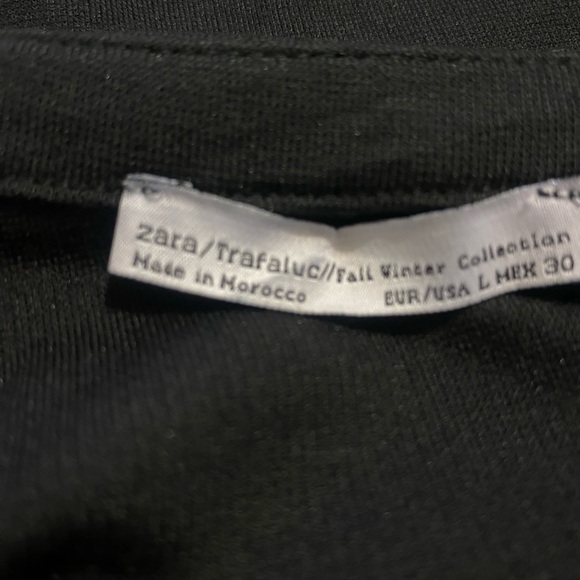 Zara/Trafaluc//Fall Winter Collection
Made in Morocco EUR/USA L MEX 30